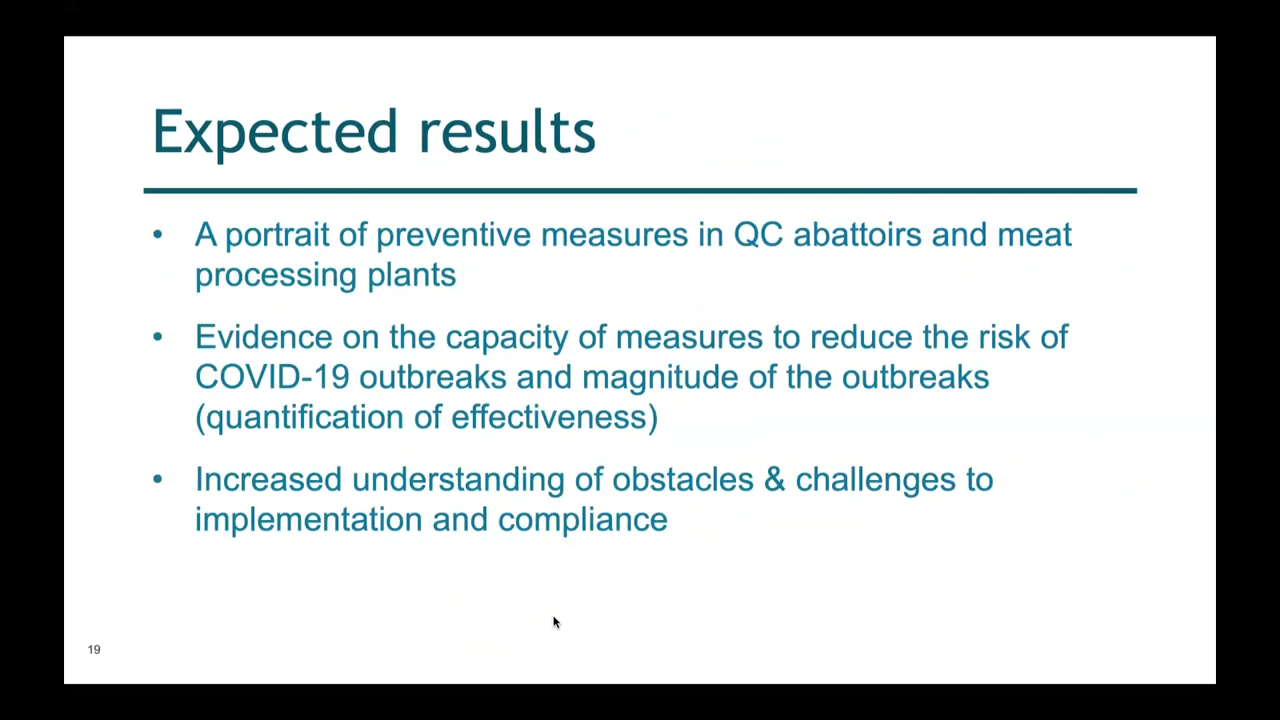 Expected results
• A portrait of preventive measures in QC abattoirs and meat
processing plants
• Evidence on the capacity of measures to reduce the risk of
COVID-19 outbreaks and magnitude of the outbreaks
(quantification of effectiveness)
• Increased understanding of obstacles & challenges to
implementation and compliance
19